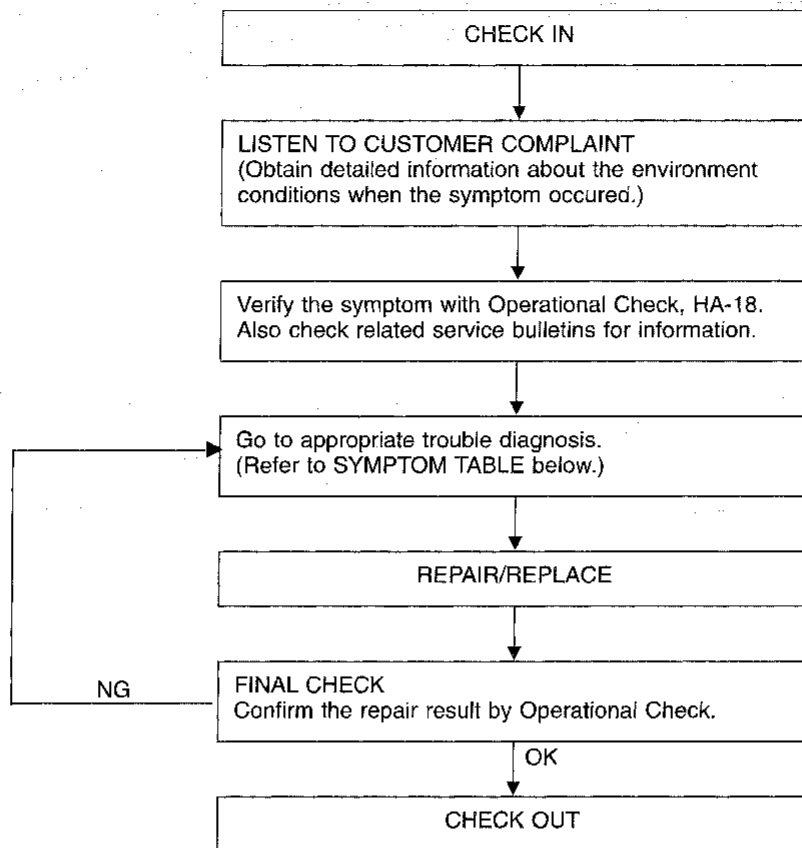 CHECK IN
LISTEN TO CUSTOMER COMPLAINT
(Obtain detailed information about the environment
conditions when the symptom occured.)
Verify the symptom with Operational Check, HA-18.
Also check related service bulletins for information.
Go to appropriate trouble diagnosis.
(Refer to SYMPTOM TABLE below.)
REPAIR/REPLACE
NG
FINAL CHECK
Confirm the repair result by Operational Check.
OK
CHECK OUT